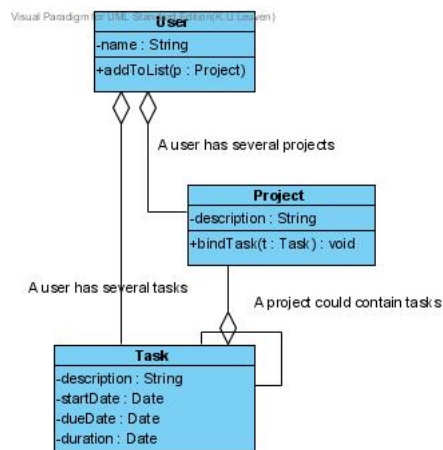 Visual Paradigm for UML Standard Edition(K.U.Leuven)
User
-name : String
+addToList(p : Project)
A user has several projects
Project
-description : String
+bindTask(t : Task) : void
A user has several tasks
A project could contain tasks
Task
-description : String
-startDate : Date
-dueDate : Date
-duration : Date